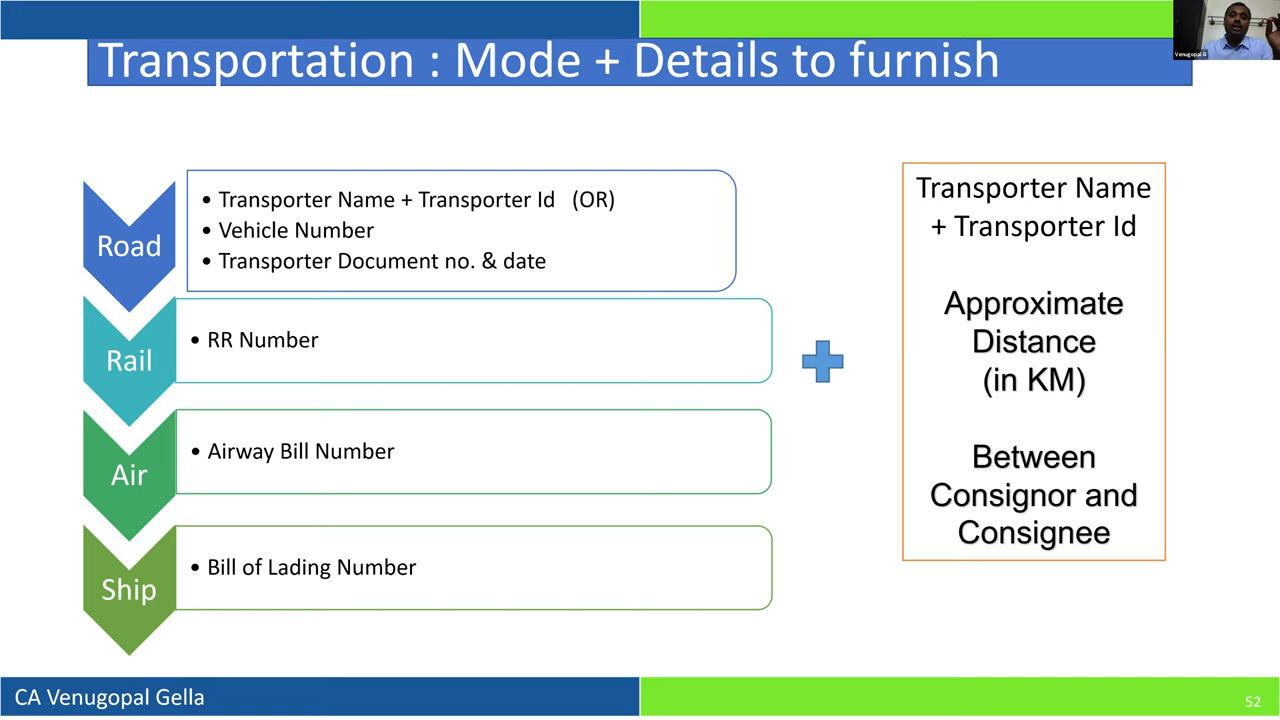 Transportation : Mode + Details to furnish
Venugopal G
Road
• Transporter Name + Transporter Id (OR)
• Vehicle Number
• Transporter Document no. & date
Rail
• RR Number
Air
• Airway Bill Number
Ship
• Bill of Lading Number
Transporter Name
+ Transporter Id
Approximate
Distance
(in KM)
Between
Consignor and
Consignee
CA Venugopal Gella
52